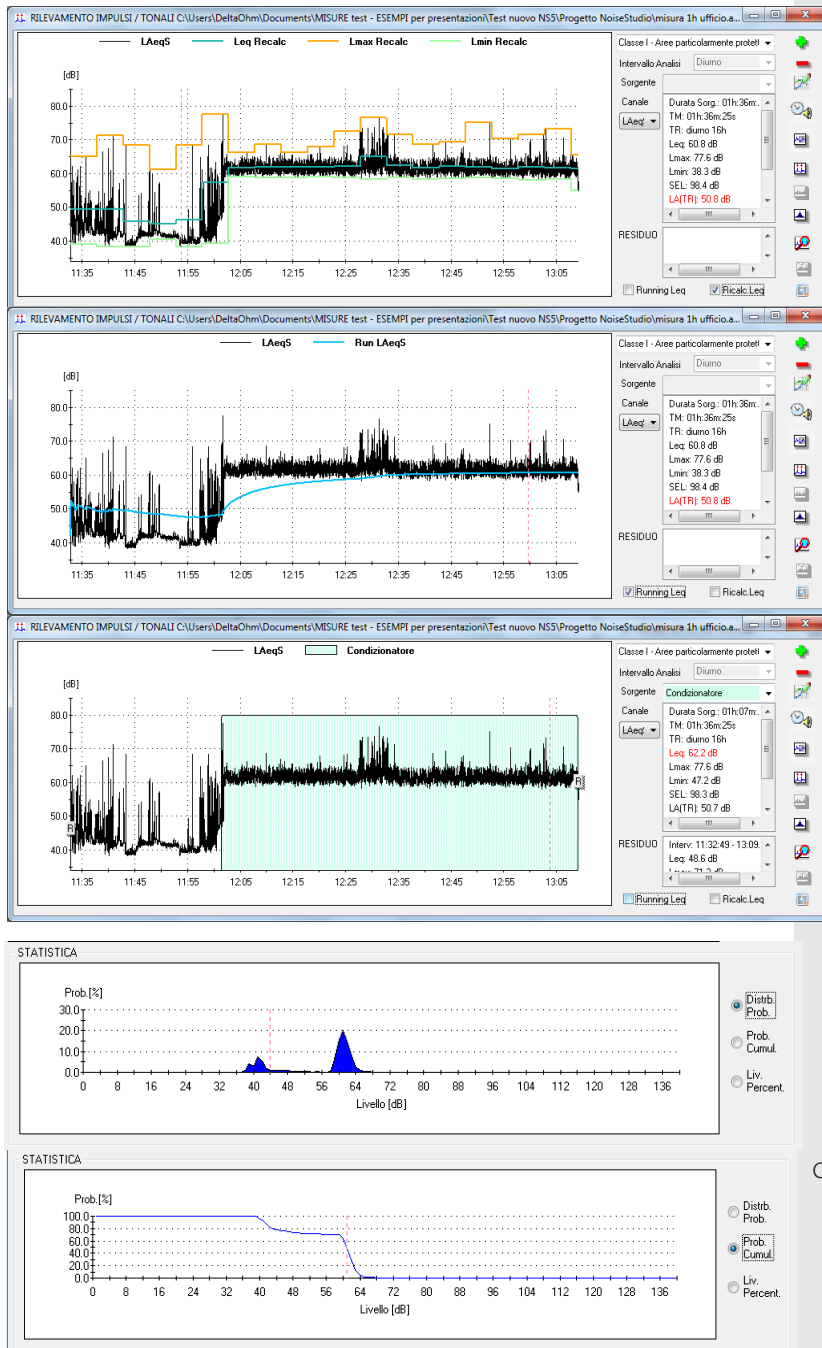 RILEVAMENTO IMPULSI / TONALI C:\Users\DeltaOhm\Documents\MISURE test - ESEMPI per presentazioni\Test nuovo NS5\Progetto NoiseStudio\misura 1h ufficio.a...
LAeqS Leq Recalc Lmax Recalc Lmin Recalc
[dB]
80.0
70.0
60.0
50.0
40.0
11:35 11:45 11:55 12:05 12:15 12:25 12:35 12:45 12:55 13:05
Classe I - Aree particolarmente protett
Intervallo Analisi Diurno
Sorgente
Canale
LAeq'
Durata Sorg.: 01h:36m:.
TM: 01h:36m:25s
TR: diurno 16h
Leq: 60.8 dB
Lmax: 77.6 dB
Lmin: 38.3 dB
SEL: 98.4 dB
LA(TR): 50.8 dB
RESIDUO
Running Leq Ricalc.Leq
RILEVAMENTO IMPULSI / TONALI C:\Users\DeltaOhm\Documents\MISURE test - ESEMPI per presentazioni\Test nuovo NS5\Progetto NoiseStudio\misura 1h ufficio.a...
LAeqS Run LAeqS
[dB]
80.0
70.0
60.0
50.0
40.0
11:35 11:45 11:55 12:05 12:15 12:25 12:35 12:45 12:55 13:05
Classe I - Aree particolarmente protett
Intervallo Analisi Diurno
Sorgente
Canale
LAeq'
Durata Sorg.: 01h:36m:.
TM: 01h:36m:25s
TR: diurno 16h
Leq: 60.8 dB
Lmax: 77.6 dB
Lmin: 38.3 dB
SEL: 98.4 dB
LA(TR): 50.8 dB
RESIDUO
Running Leq Ricalc.Leq
RILEVAMENTO IMPULSI / TONALI C:\Users\DeltaOhm\Documents\MISURE test - ESEMPI per presentazioni\Test nuovo NS5\Progetto NoiseStudio\misura 1h ufficio.a...
LAeqS Condizionatore
[dB]
80.0
70.0
60.0
50.0
40.0
R
R
11:35 11:45 11:55 12:05 12:15 12:25 12:35 12:45 12:55 13:05
Classe I - Aree particolarmente protett
Intervallo Analisi Diurno
Sorgente Condizionatore
Canale
LAeq'
Durata Sorg.: 01h:07m:.
TM: 01h:36m:25s
TR: diurno 16h
Leq: 62.2 dB
Lmax: 77.6 dB
Lmin: 47.2 dB
SEL: 98.3 dB
LA(TR): 50.7 dB
RESIDUO
Interv: 11:32:49 - 13:09.
Leq: 48.6 dB
Running Leq Ricalc.Leq
STATISTICA
Prob.[%]
30.0
20.0
10.0
0.0
0 8 16 24 32 40 48 56 64 72 80 88 96 104 112 120 128 136
Livello [dB]
Distrb. Prob.
Prob. Cumul.
Liv. Percent.
STATISTICA
Prob.[%]
100.0
80.0
60.0
40.0
20.0
0.0
0 8 16 24 32 40 48 56 64 72 80 88 96 104 112 120 128 136
Livello [dB]
Distrb. Prob.
Prob. Cumul.
Liv. Percent.